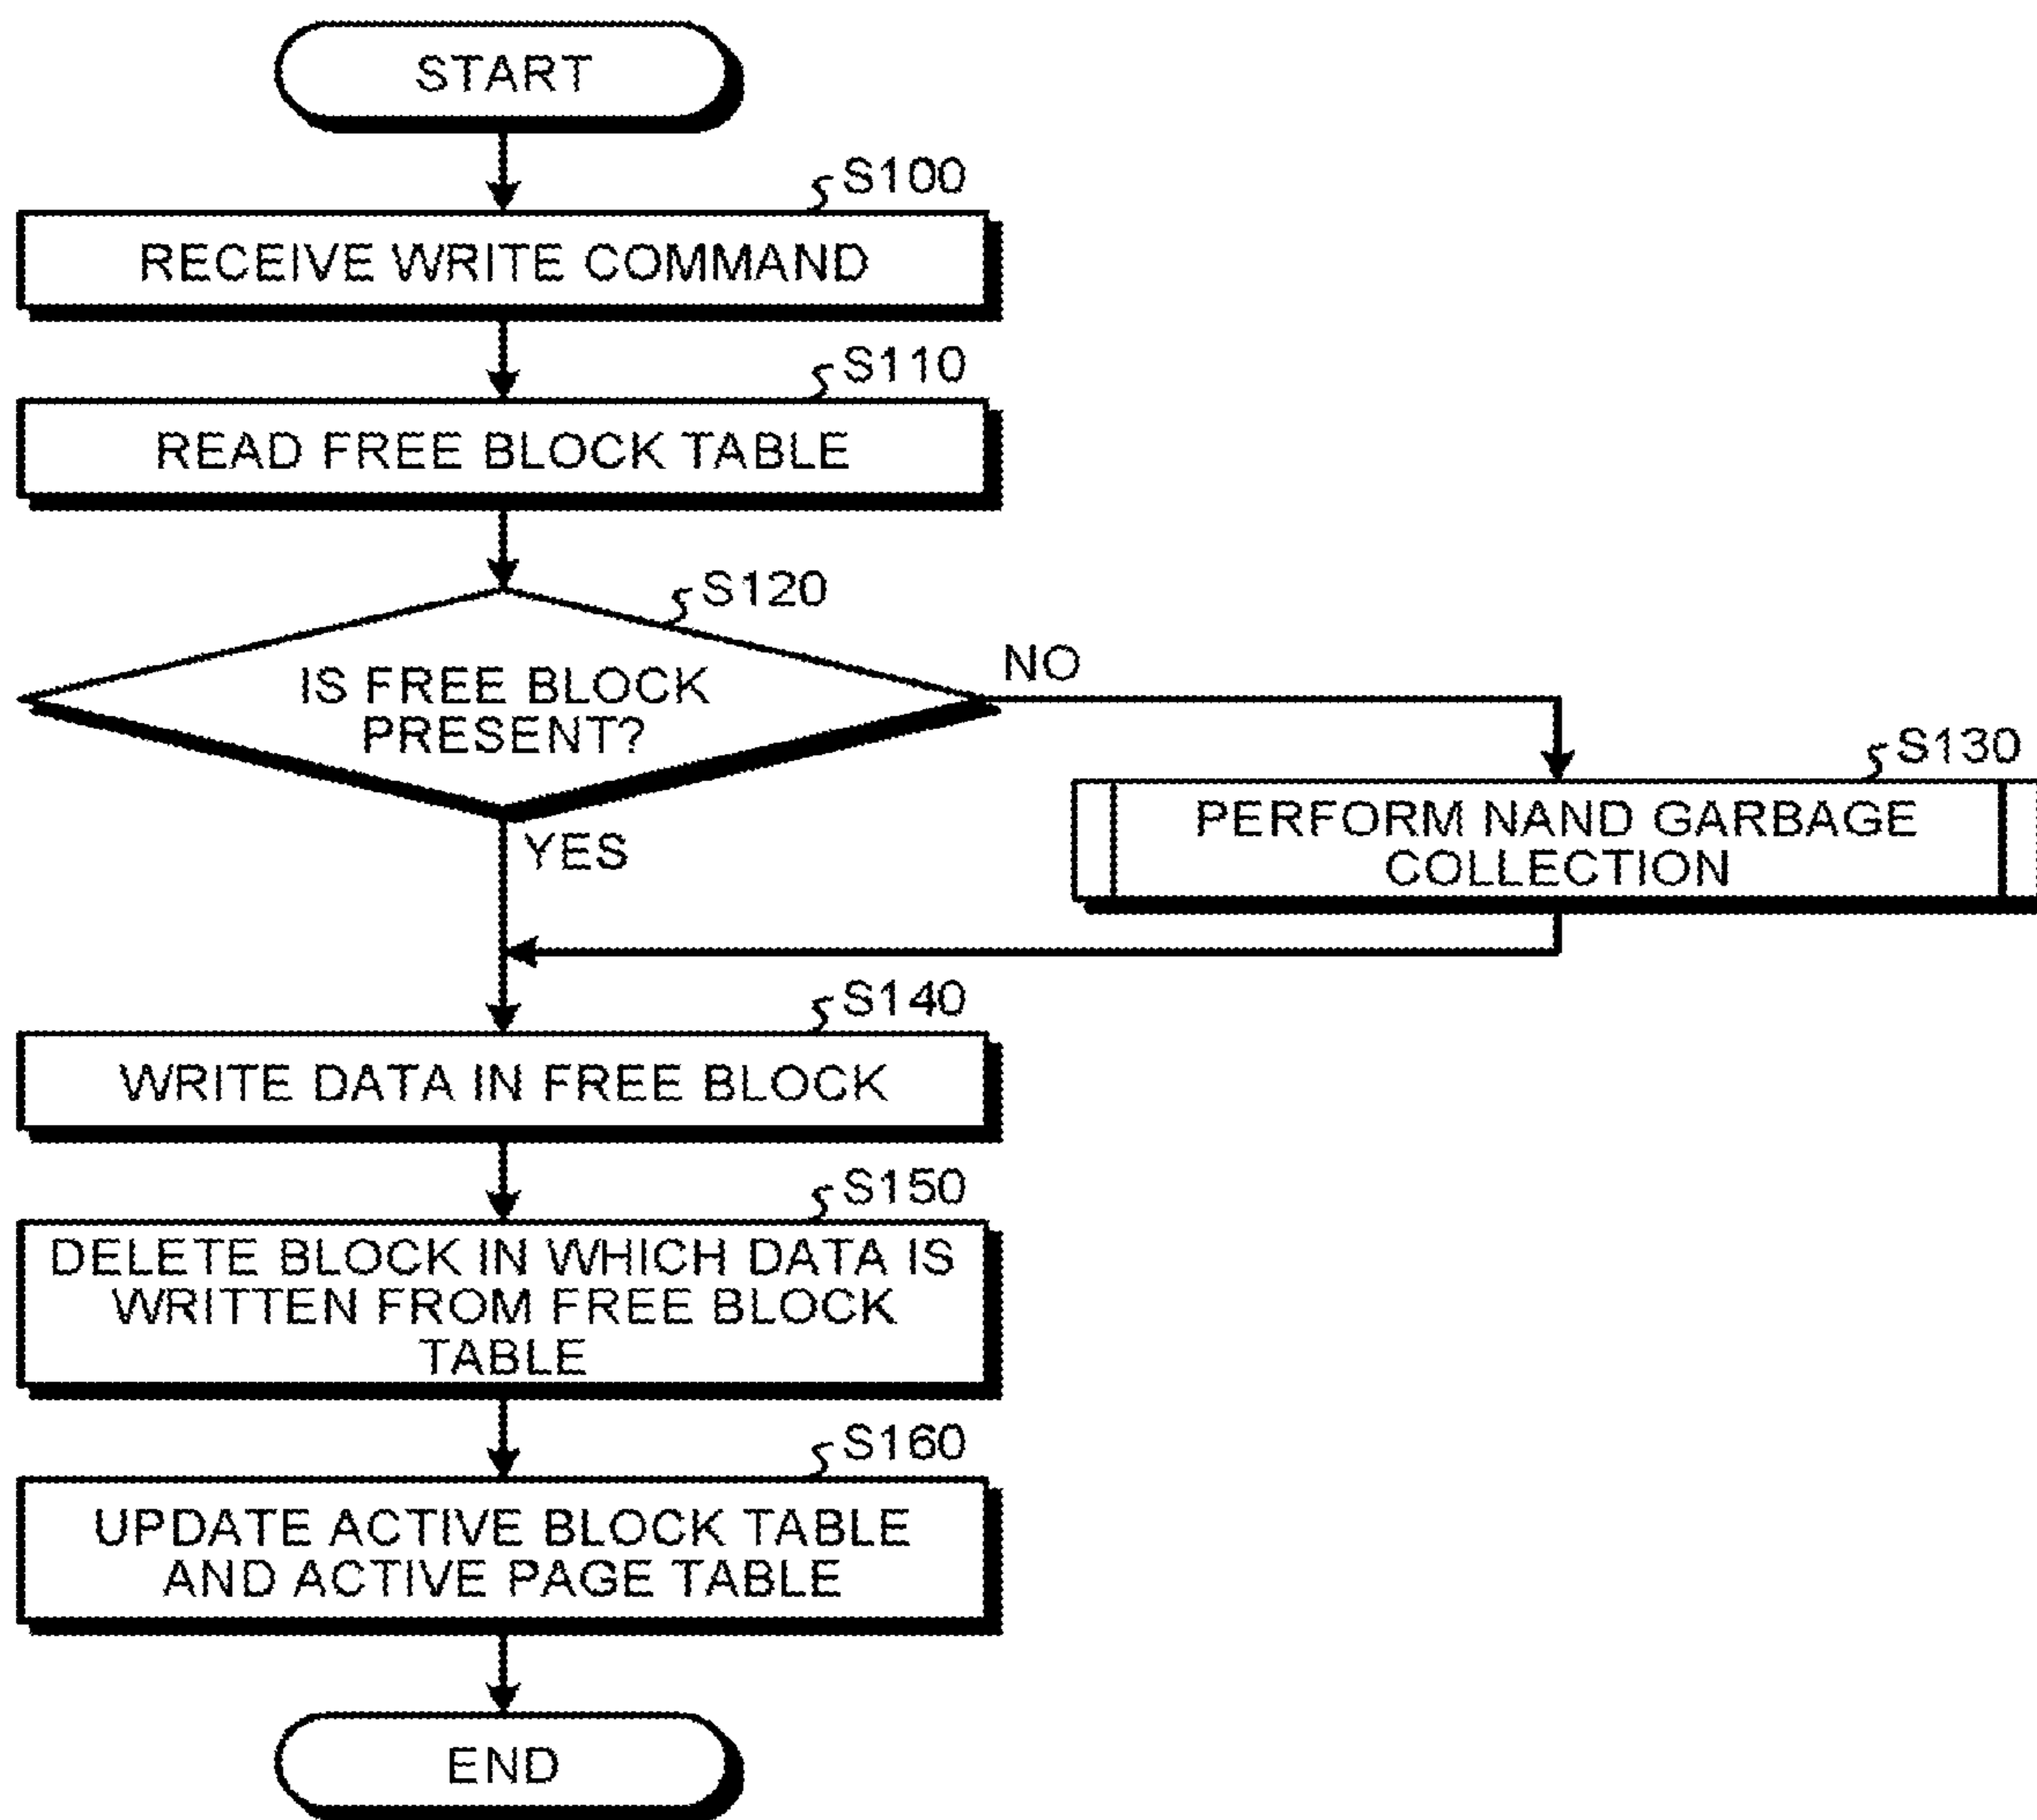 START
S100
RECEIVE WRITE COMMAND
S110
READ FREE BLOCK TABLE
S120
IS FREE BLOCK
PRESENT?
NO
YES
S130
PERFORM NAND GARBAGE
COLLECTION
S140
WRITE DATA IN FREE BLOCK
S150
DELETE BLOCK IN WHICH DATA IS
WRITTEN FROM FREE BLOCK
TABLE
S160
UPDATE ACTIVE BLOCK TABLE
AND ACTIVE PAGE TABLE
END